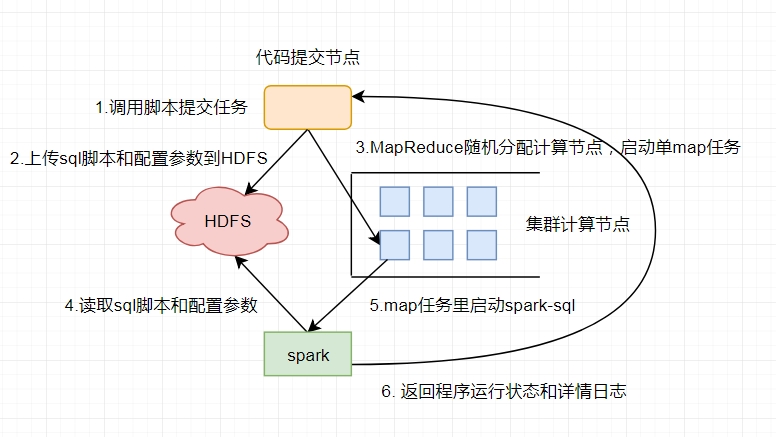 代码提交节点
1.调用脚本提交任务
2.上传sql脚本和配置参数到HDFS
3.MapReduce随机分配计算节点，启动单map任务
HDFS
集群计算节点
4.读取sql脚本和配置参数
5.map任务里启动spark-sql
spark
6. 返回程序运行状态和详情日志